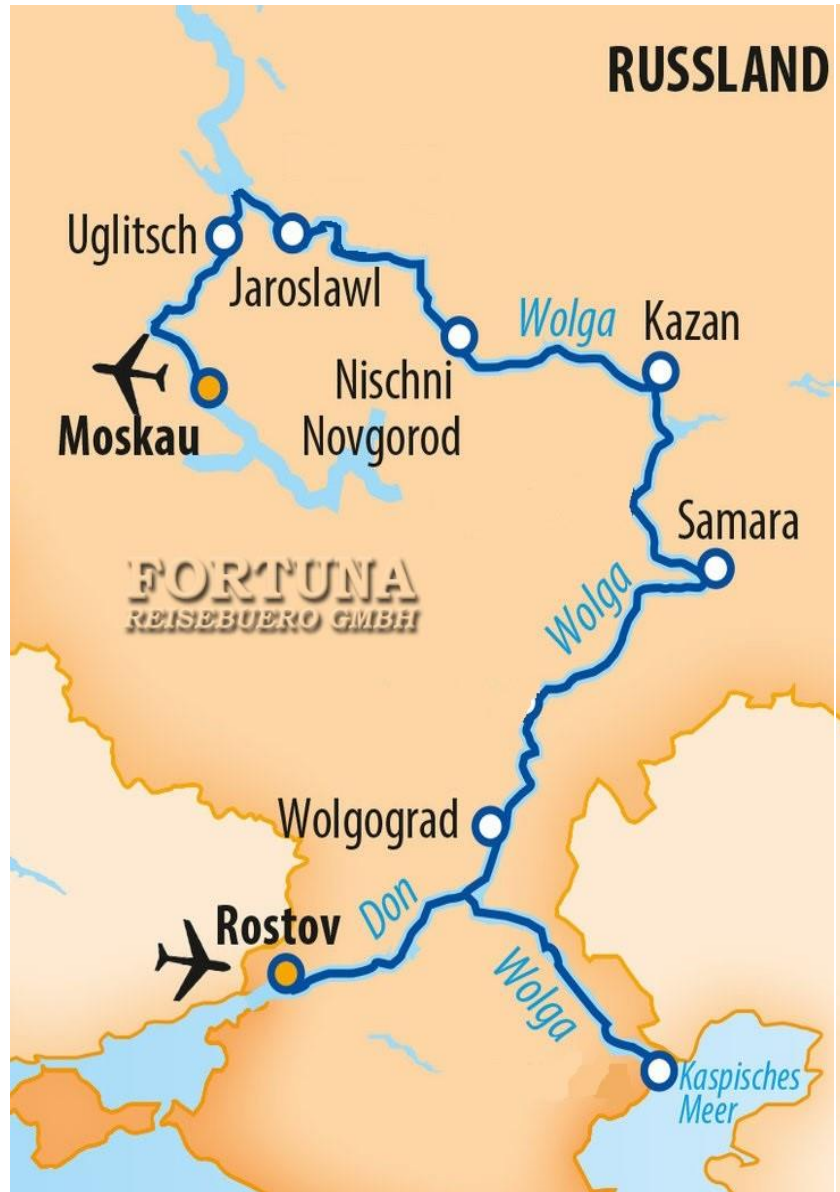 RUSSLAND
Uglitsch
Jaroslawl
Wolga
Kazan
Nischni
Novgorod
Moskau
Samara
FORTUNA
REISEBUERO GMBH
Wolga
Wolgograd
Don
Rostov
Wolga
Kaspisches
Meer